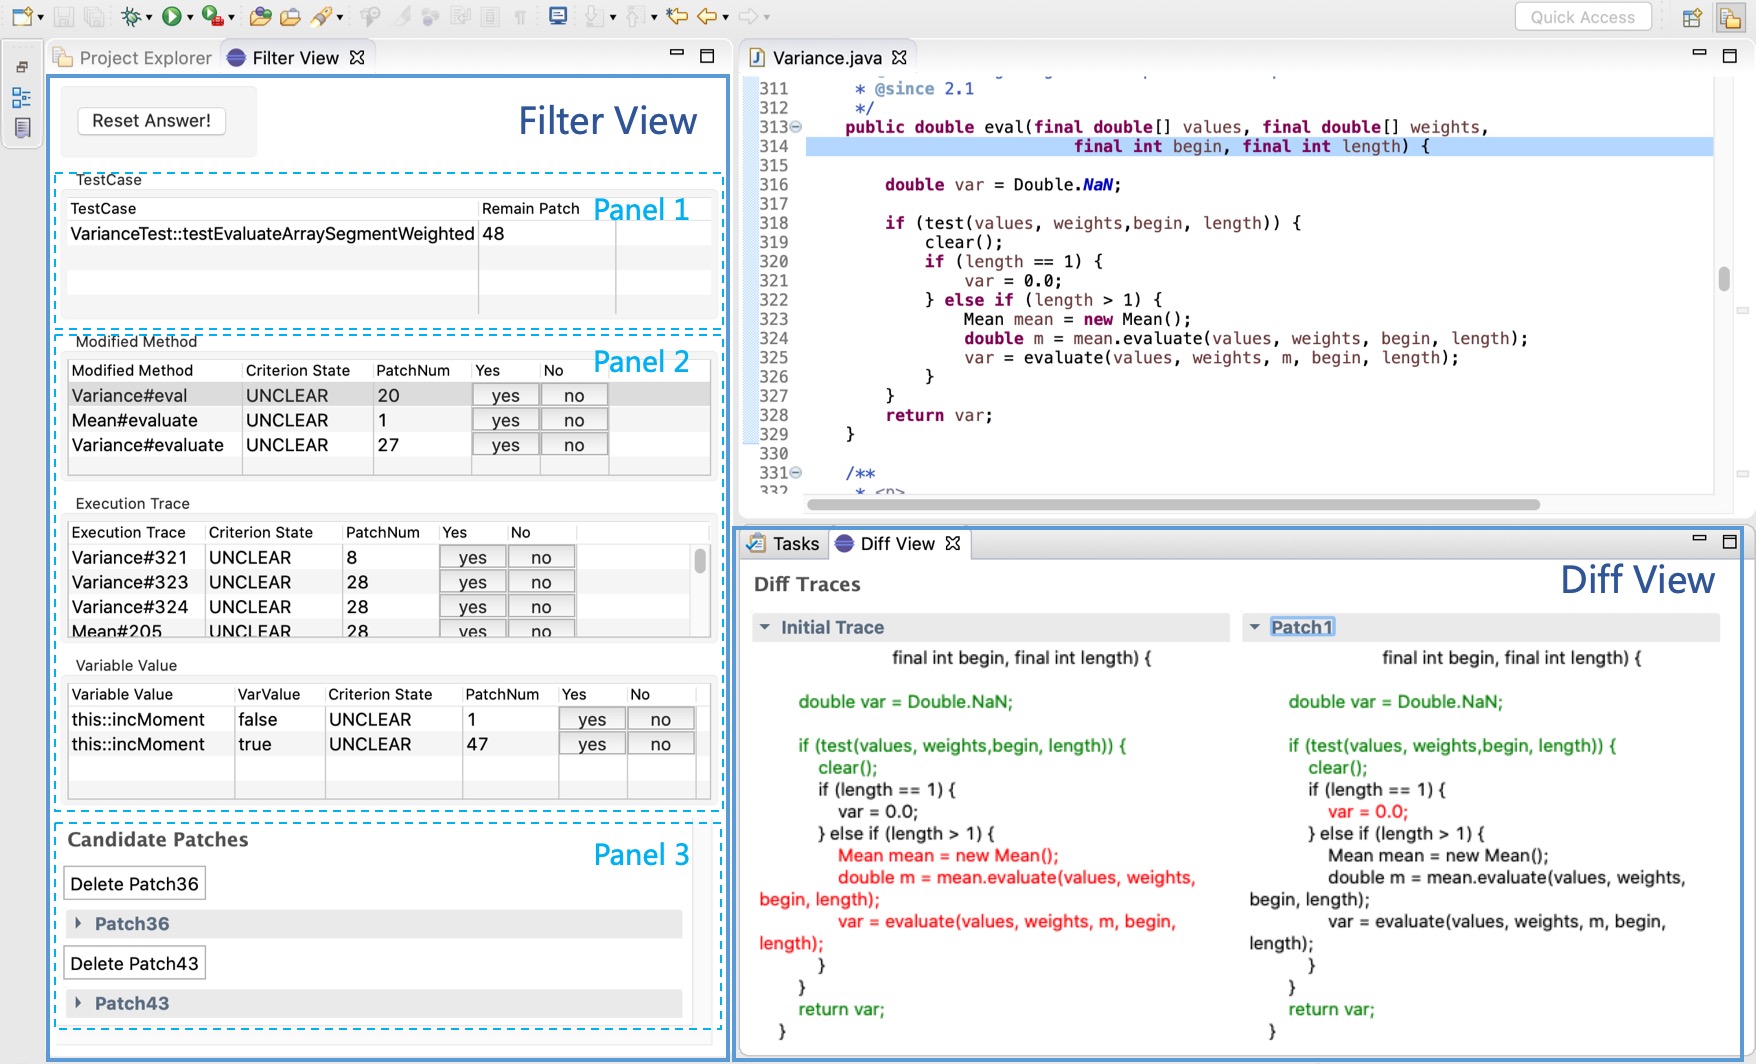 Quick Access
Project Explorer
Filter View
Reset Answer!
Filter View
TestCase
TestCase Remain Patch
Panel 1
VarianceTest::testEvaluateArraySegmentWeighted 48
Modified Method
Panel 2
Modified Method Criterion State PatchNum Yes No
Variance#eval UNCLEAR 20 yes no
Mean#evaluate UNCLEAR 1 yes no
Variance#evaluate UNCLEAR 27 yes no
Execution Trace
Execution Trace Criterion State PatchNum Yes No
Variance#321 UNCLEAR 8 yes no
Variance#323 UNCLEAR 28 yes no
Variance#324 UNCLEAR 28 yes no
Mean#205 UNCLEAR 28 yes no
Variable Value
Variable Value VarValue Criterion State PatchNum Yes No
this::incMoment false UNCLEAR 1 yes no
this::incMoment true UNCLEAR 47 yes no
Candidate Patches
Panel 3
Delete Patch36
Patch36
Delete Patch43
Patch43
Variance.java
311 * @since 2.1
312 */
313 public double eval(final double[] values, final double[] weights,
314 final int begin, final int length) {
315
316 double var = Double.NaN;
317
318 if (test(values, weights,begin, length)) {
319 clear();
320 if (length == 1) {
321 var = 0.0;
322 } else if (length > 1) {
323 Mean mean = new Mean();
324 double m = mean.evaluate(values, weights, begin, length);
325 var = evaluate(values, weights, m, begin, length);
326 }
327 }
328 return var;
329 }
330
331 /**
332 * <p>
Tasks
Diff View
Diff View
Diff Traces
Initial Trace
final int begin, final int length) {
double var = Double.NaN;
if (test(values, weights,begin, length)) {
clear();
if (length == 1) {
var = 0.0;
} else if (length > 1) {
Mean mean = new Mean();
double m = mean.evaluate(values, weights,
begin, length);
var = evaluate(values, weights, m, begin,
length);
}
}
return var;
}
Patch1
final int begin, final int length) {
double var = Double.NaN;
if (test(values, weights,begin, length)) {
clear();
if (length == 1) {
var = 0.0;
} else if (length > 1) {
Mean mean = new Mean();
double m = mean.evaluate(values, weights,
begin, length);
var = evaluate(values, weights, m, begin,
length);
}
}
return var;
}